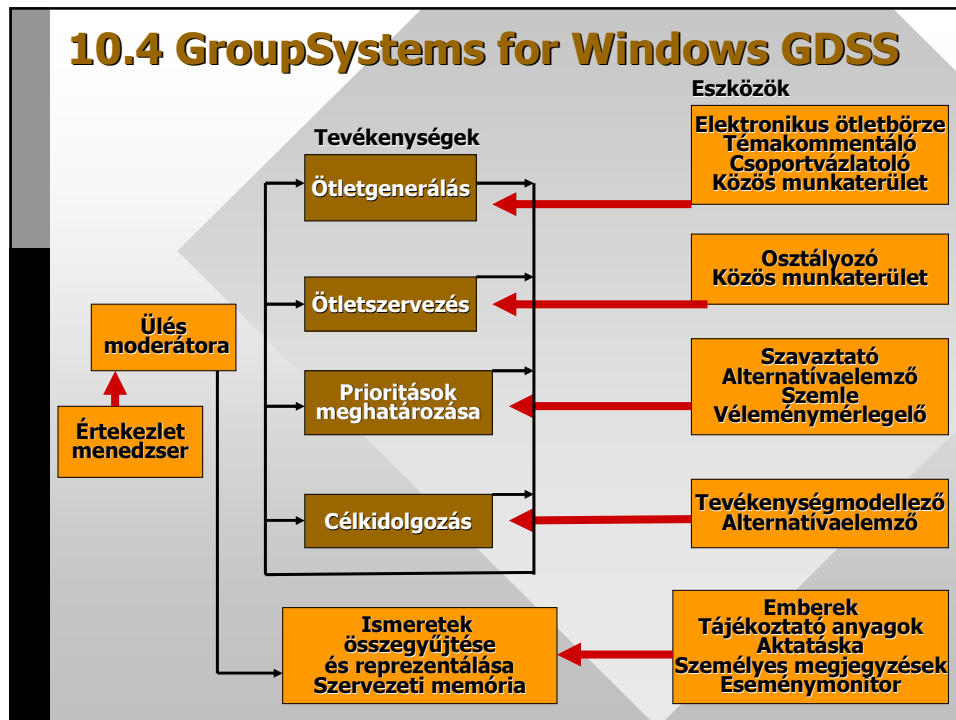 10.4 GroupSystems for Windows GDSS
Eszközök
Elektronikus ötletbörze
Témakommentáló
Csoportvázlatoló
Közös munkaterület
Tevékenységek
Ötletgenerálás
Osztályozó
Közös munkaterület
Ötletszervezés
Ülés
moderátora
Szavaztató
Alternatívaelemző
Szemle
Véleménymérlegelő
Prioritások
meghatározása
Értekezlet
menedzser
Tevékenységmodellező
Alternatívaelemző
Célkidolgozás
Ismeretek
összegyűjtése
és reprezentálása
Szervezeti memória
Emberek
Tájékoztató anyagok
Aktatáska
Személyes megjegyzések
Eseménymonitor